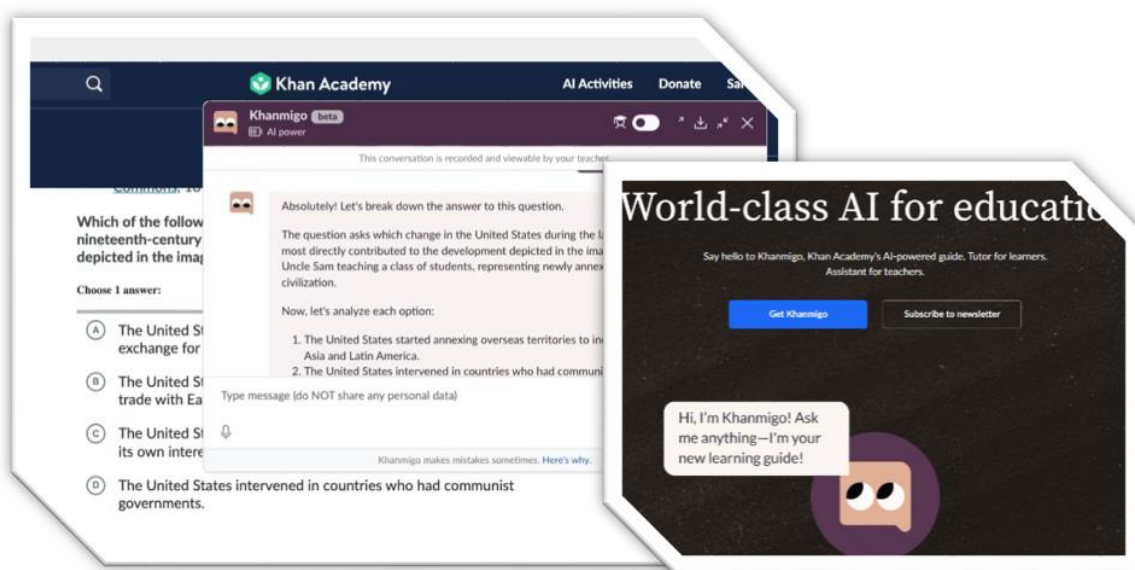 Khan Academy
AI Activities
Donate
Khanmigo beta
AI power
This conversation is recorded and viewable by your teacher.
Which of the follow
nineteenth-century
depicted in the imag
Choose 1 answer:
A The United St
exchange for
B The United St
trade with Ea
C The United St
its own intere
D The United States intervened in countries who had communist
governments.
Absolutely! Let's break down the answer to this question.
The question asks which change in the United States during the la
most directly contributed to the development depicted in the ima
Uncle Sam teaching a class of students, representing newly annex
civilization.
Now, let's analyze each option:
1. The United States started annexing overseas territories to in
Asia and Latin America.
2. The United States intervened in countries who had communi
Type message (do NOT share any personal data)
Khanmigo makes mistakes sometimes. Here's why.
World-class AI for educatio
Say hello to Khanmigo, Khan Academy's AI-powered guide. Tutor for learners.
Assistant for teachers.
Get Khanmigo
Subscribe to newsletter
Hi, I'm Khanmigo! Ask
me anything—I'm your
new learning guide!